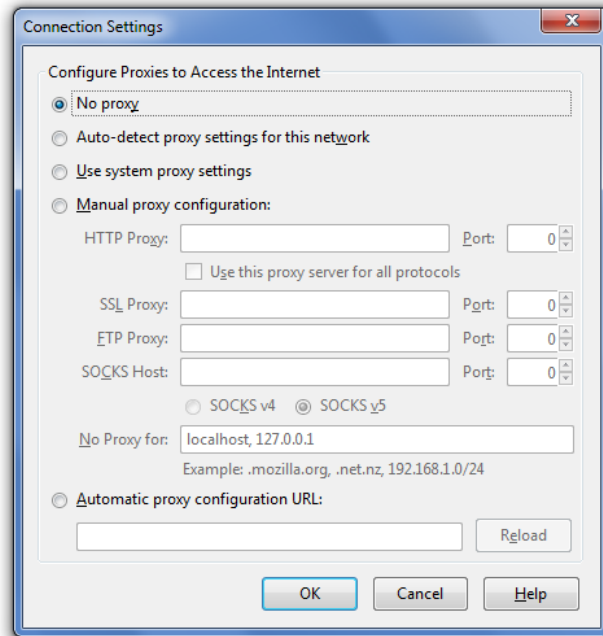 Connection Settings
Configure Proxies to Access the Internet
No proxy
Auto-detect proxy settings for this network
Use system proxy settings
Manual proxy configuration:
HTTP Proxy: Port: 0
Use this proxy server for all protocols
SSL Proxy: Port: 0
FTP Proxy: Port: 0
SOCKS Host: Port: 0
SOCKS v4 SOCKS v5
No Proxy for: localhost, 127.0.0.1
Example: .mozilla.org, .net.nz, 192.168.1.0/24
Automatic proxy configuration URL:
Reload
OK Cancel Help